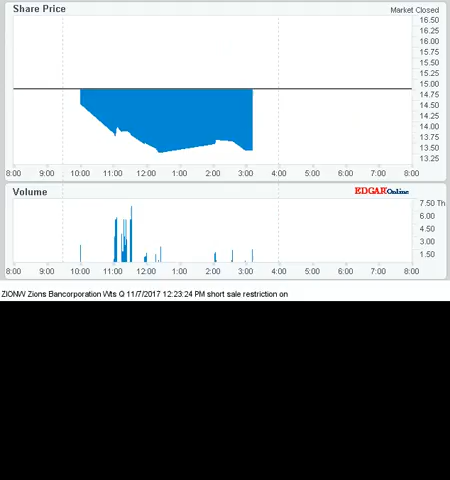 Share Price
Market Closed
16.50
16.25
16.00
15.75
15.50
15.25
15.00
14.75
14.50
14.25
14.00
13.75
13.50
13.25
8:00 9:00 10:00 11:00 12:00 1:00 2:00 3:00 4:00 5:00 6:00 7:00 8:00
Volume
EDGAR Online
7.50 Th
6.00
4.50
3.00
1.50
8:00 9:00 10:00 11:00 12:00 1:00 2:00 3:00 4:00 5:00 6:00 7:00 8:00
ZIONW Zions Bancorporation Wts Q 11/7/2017 12:23:24 PM short sale restriction on